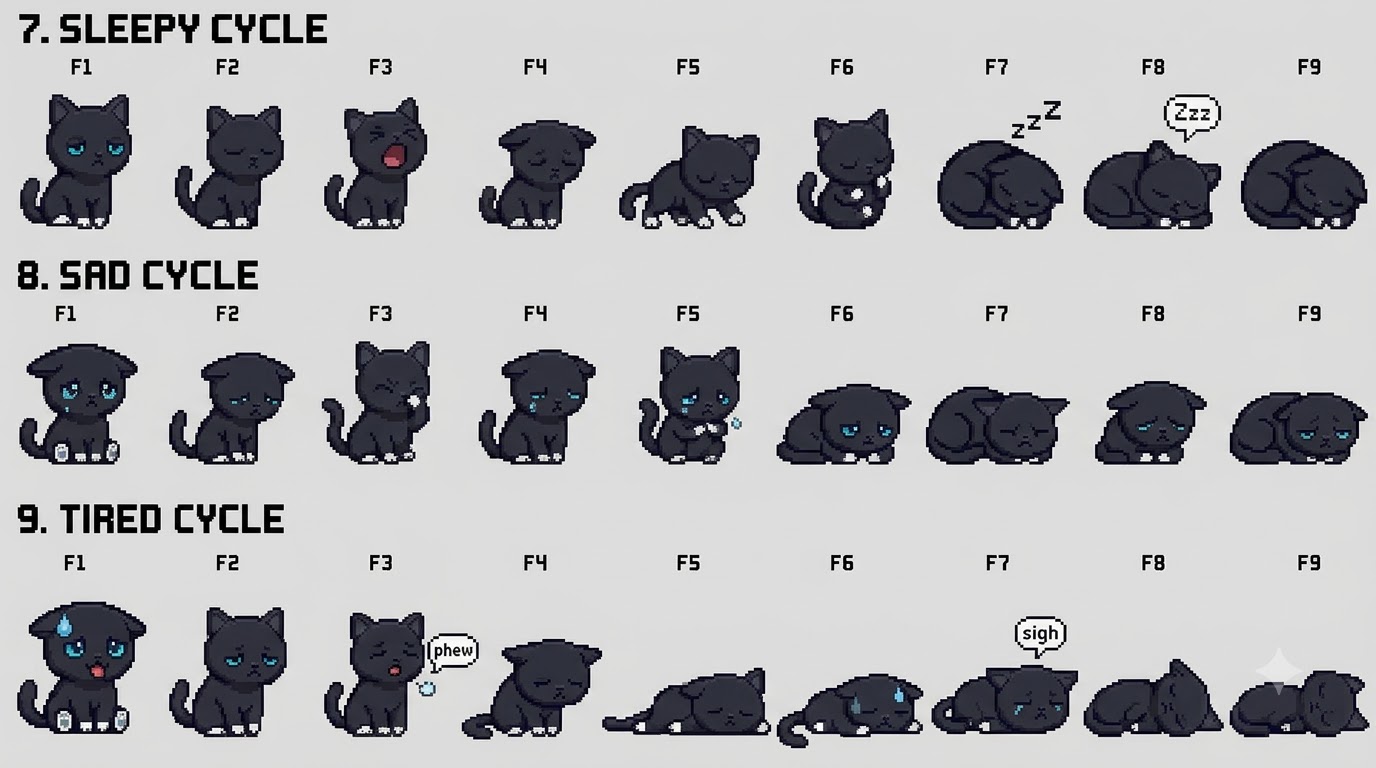 7. SLEEPY CYCLE
F1 F2 F3 F4 F5 F6 F7 F8 F9
z z Z
Zzz
8. SAD CYCLE
F1 F2 F3 F4 F5 F6 F7 F8 F9
9. TIRED CYCLE
F1 F2 F3 F4 F5 F6 F7 F8 F9
sigh
phew